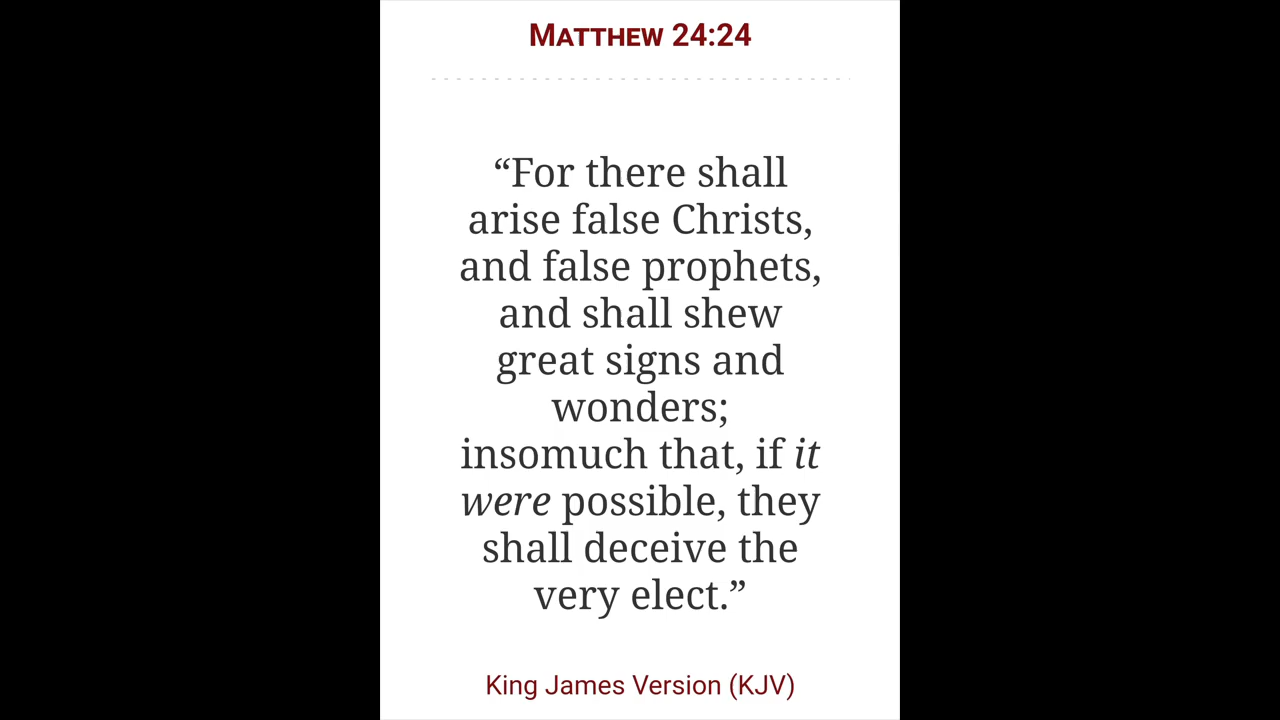 Matthew 24:24
“For there shall
arise false Christs,
and false prophets,
and shall shew
great signs and
wonders;
insomuch that, if it
were possible, they
shall deceive the
very elect.”
King James Version (KJV)